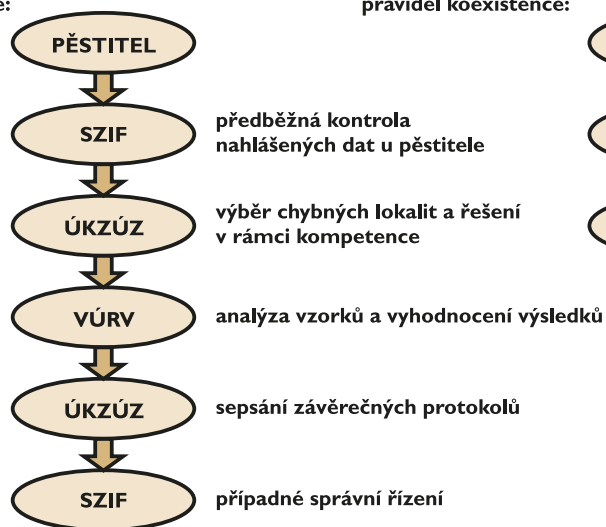 e:
pravidel koexistence:
PĚSTITEL
SZIF
předběžná kontrola
nahlášených dat u pěstitele
ÚKZÚZ
výběr chybných lokalit a řešení
v rámci kompetence
VÚRV
analýza vzorků a vyhodnocení výsledků
ÚKZÚZ
sepsání závěrečných protokolů
SZIF
případné správní řízení